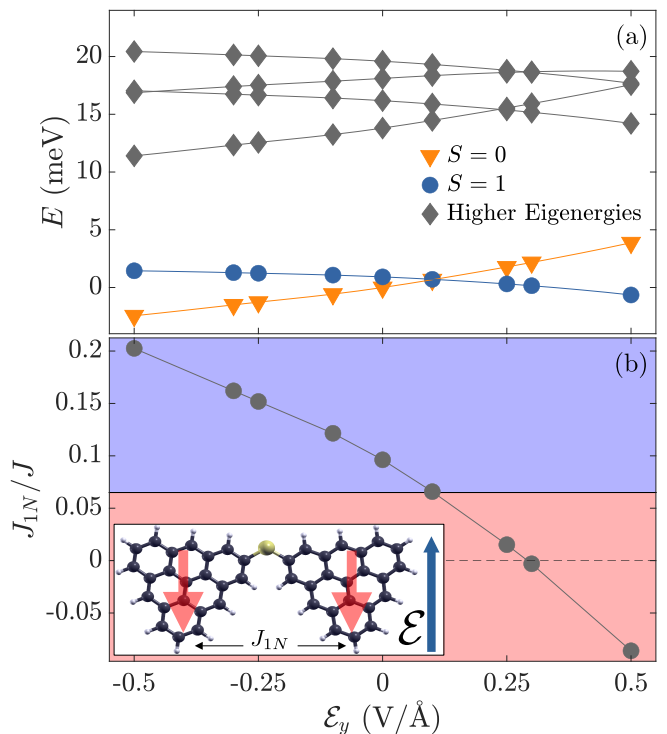 (a)
20
15
10
5
0
E (meV)
S = 0
S = 1
Higher Eigenergies
(b)
0.2
0.15
0.1
0.05
0
-0.05
J₁N/J
J₁N
ℰ
-0.5
-0.25
0
0.25
0.5
ℰy (V/Å)